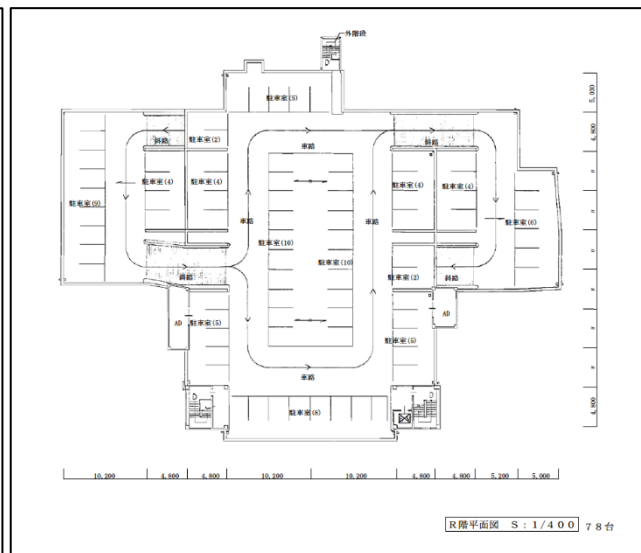 外階段
駐車室(5)
斜路
駐車室(2)
車路
斜路
駐車室(4)
駐車室(4)
駐車室(4)
駐車室(4)
駐車室(9)
駐車室(6)
車路
車路
駐車室(10)
駐車室(10)
斜路
駐車室(2)
斜路
AD
駐車室(5)
AD
駐車室(5)
車路
駐車室(8)
5,000
4,800
〃
〃
〃
〃
〃
〃
4,800
10,200 4,800 4,800 10,200 10,200 4,800 4,800 5,200 5,000
R階平面図 S:1/400 78台